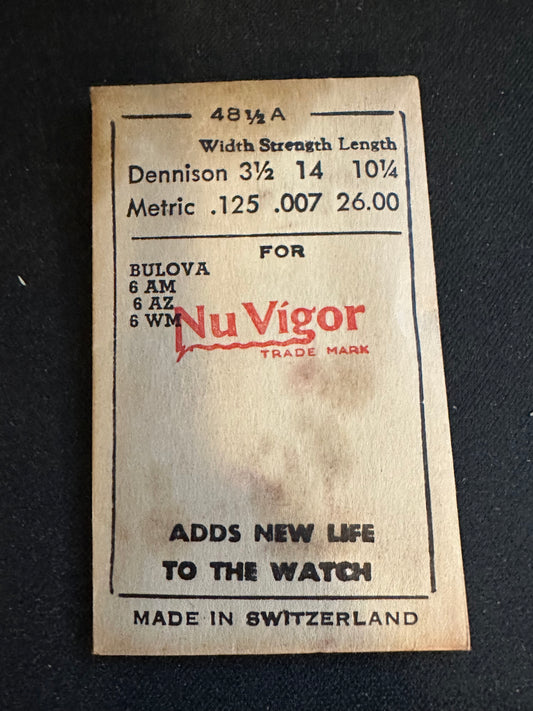 48½A
Width Strength Length
Dennison 3½ 14 10¼
Metric .125 .007 26.00
FOR
BULOVA
6 AM
6 AZ
6 WM
Nu Vigor
TRADE MARK
ADDS NEW LIFE
TO THE WATCH
MADE IN SWITZERLAND